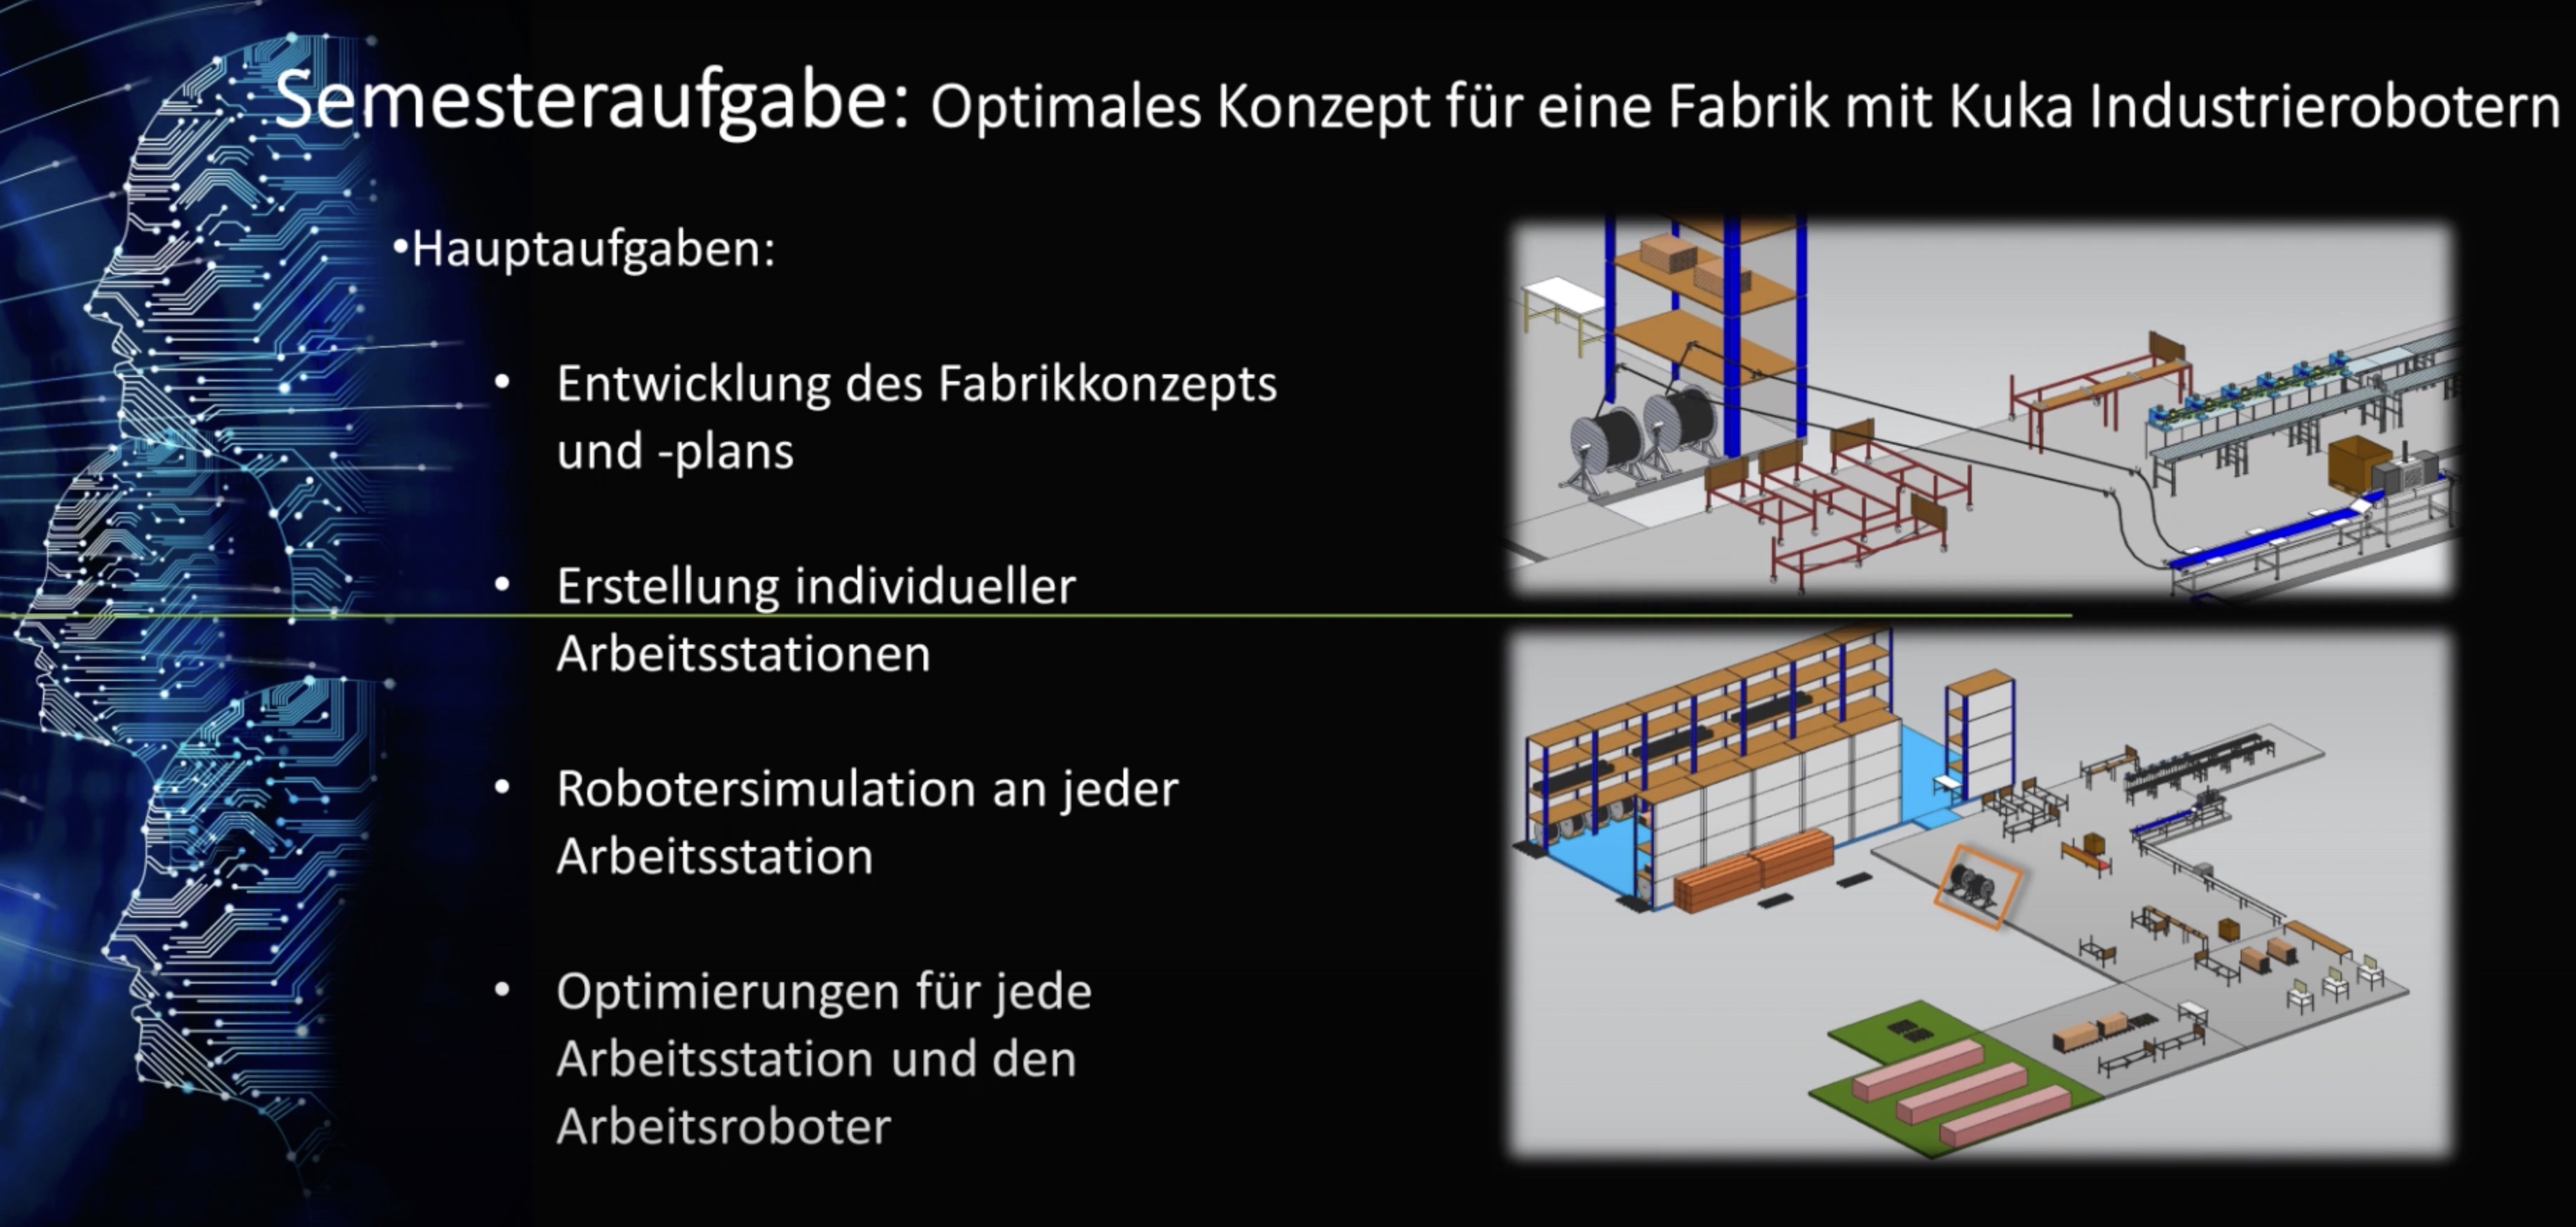 Semesteraufgabe: Optimales Konzept für eine Fabrik mit Kuka Industrierobotern
•Hauptaufgaben:
• Entwicklung des Fabrikkonzepts
und -plans
• Erstellung individueller
Arbeitsstationen
• Robotersimulation an jeder
Arbeitsstation
• Optimierungen für jede
Arbeitsstation und den
Arbeitsroboter